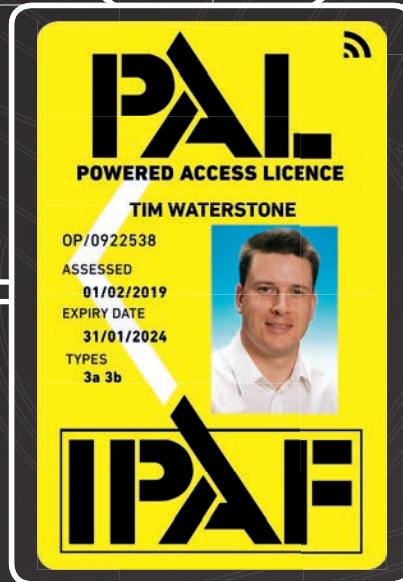 PAL
POWERED ACCESS LICENCE
TIM WATERSTONE
OP/0922538
ASSESSED
01/02/2019
EXPIRY DATE
31/01/2024
TYPES
3a 3b
IPAF